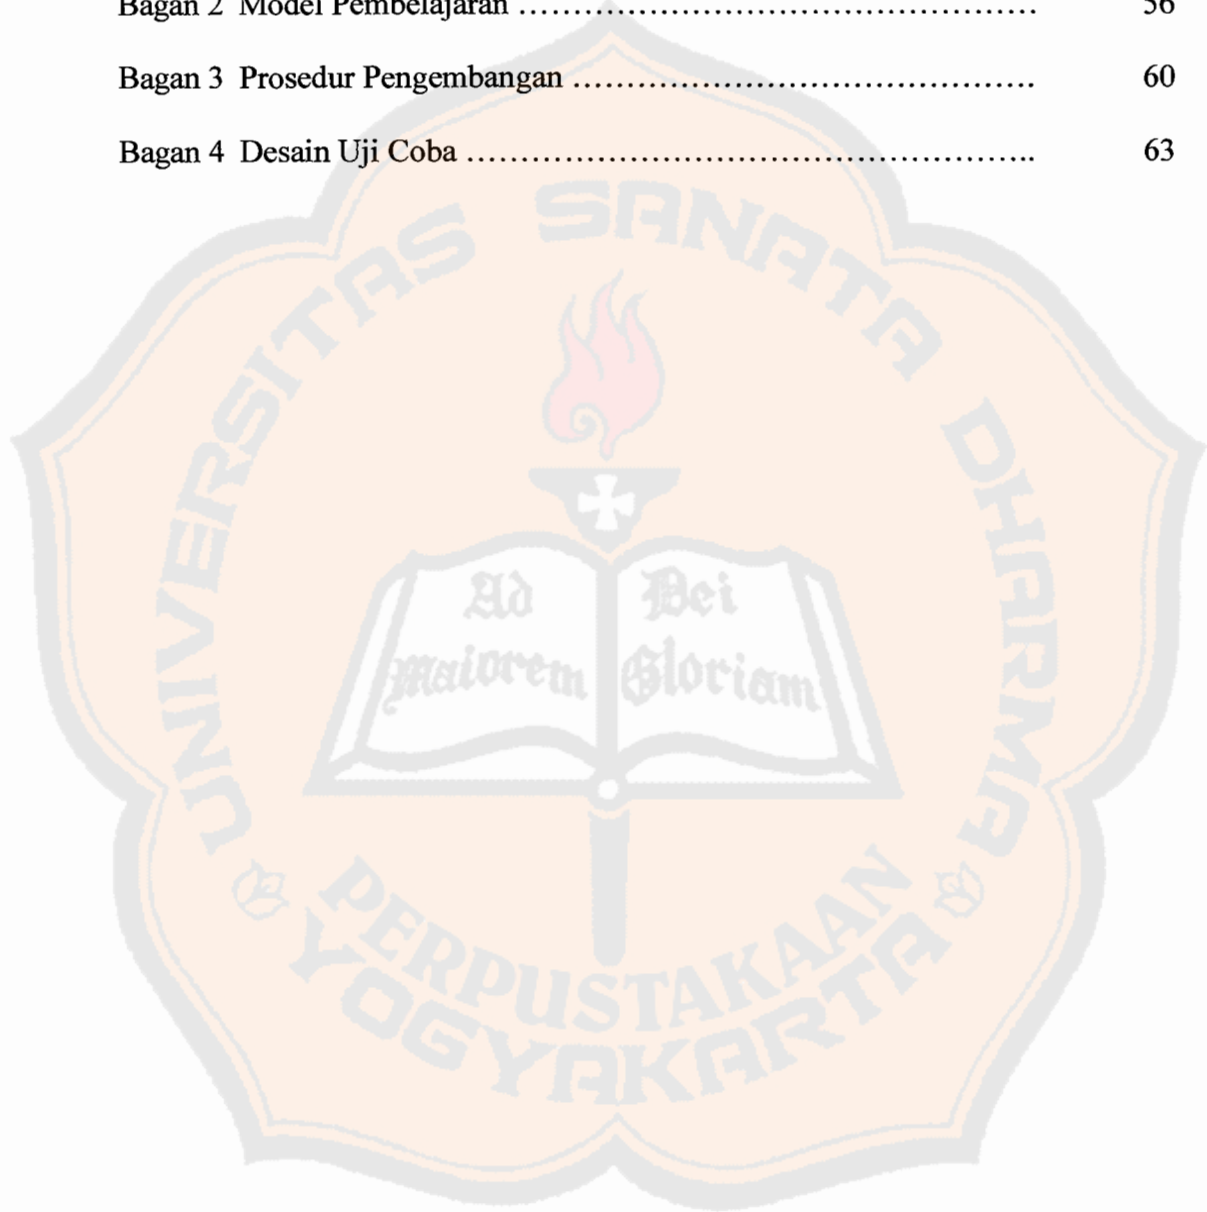 Bagan 2 Model Pembelajaran ………………………………………………… 56
Bagan 3 Prosedur Pengembangan …………………………………………… 60
Bagan 4 Desain Uji Coba ……………………………………………………….. 63
UNIVERSITAS SANATA DHARMA
Ad Dei
Maiorem Gloriam
PERPUSTAKAAN
YOGYAKARTA